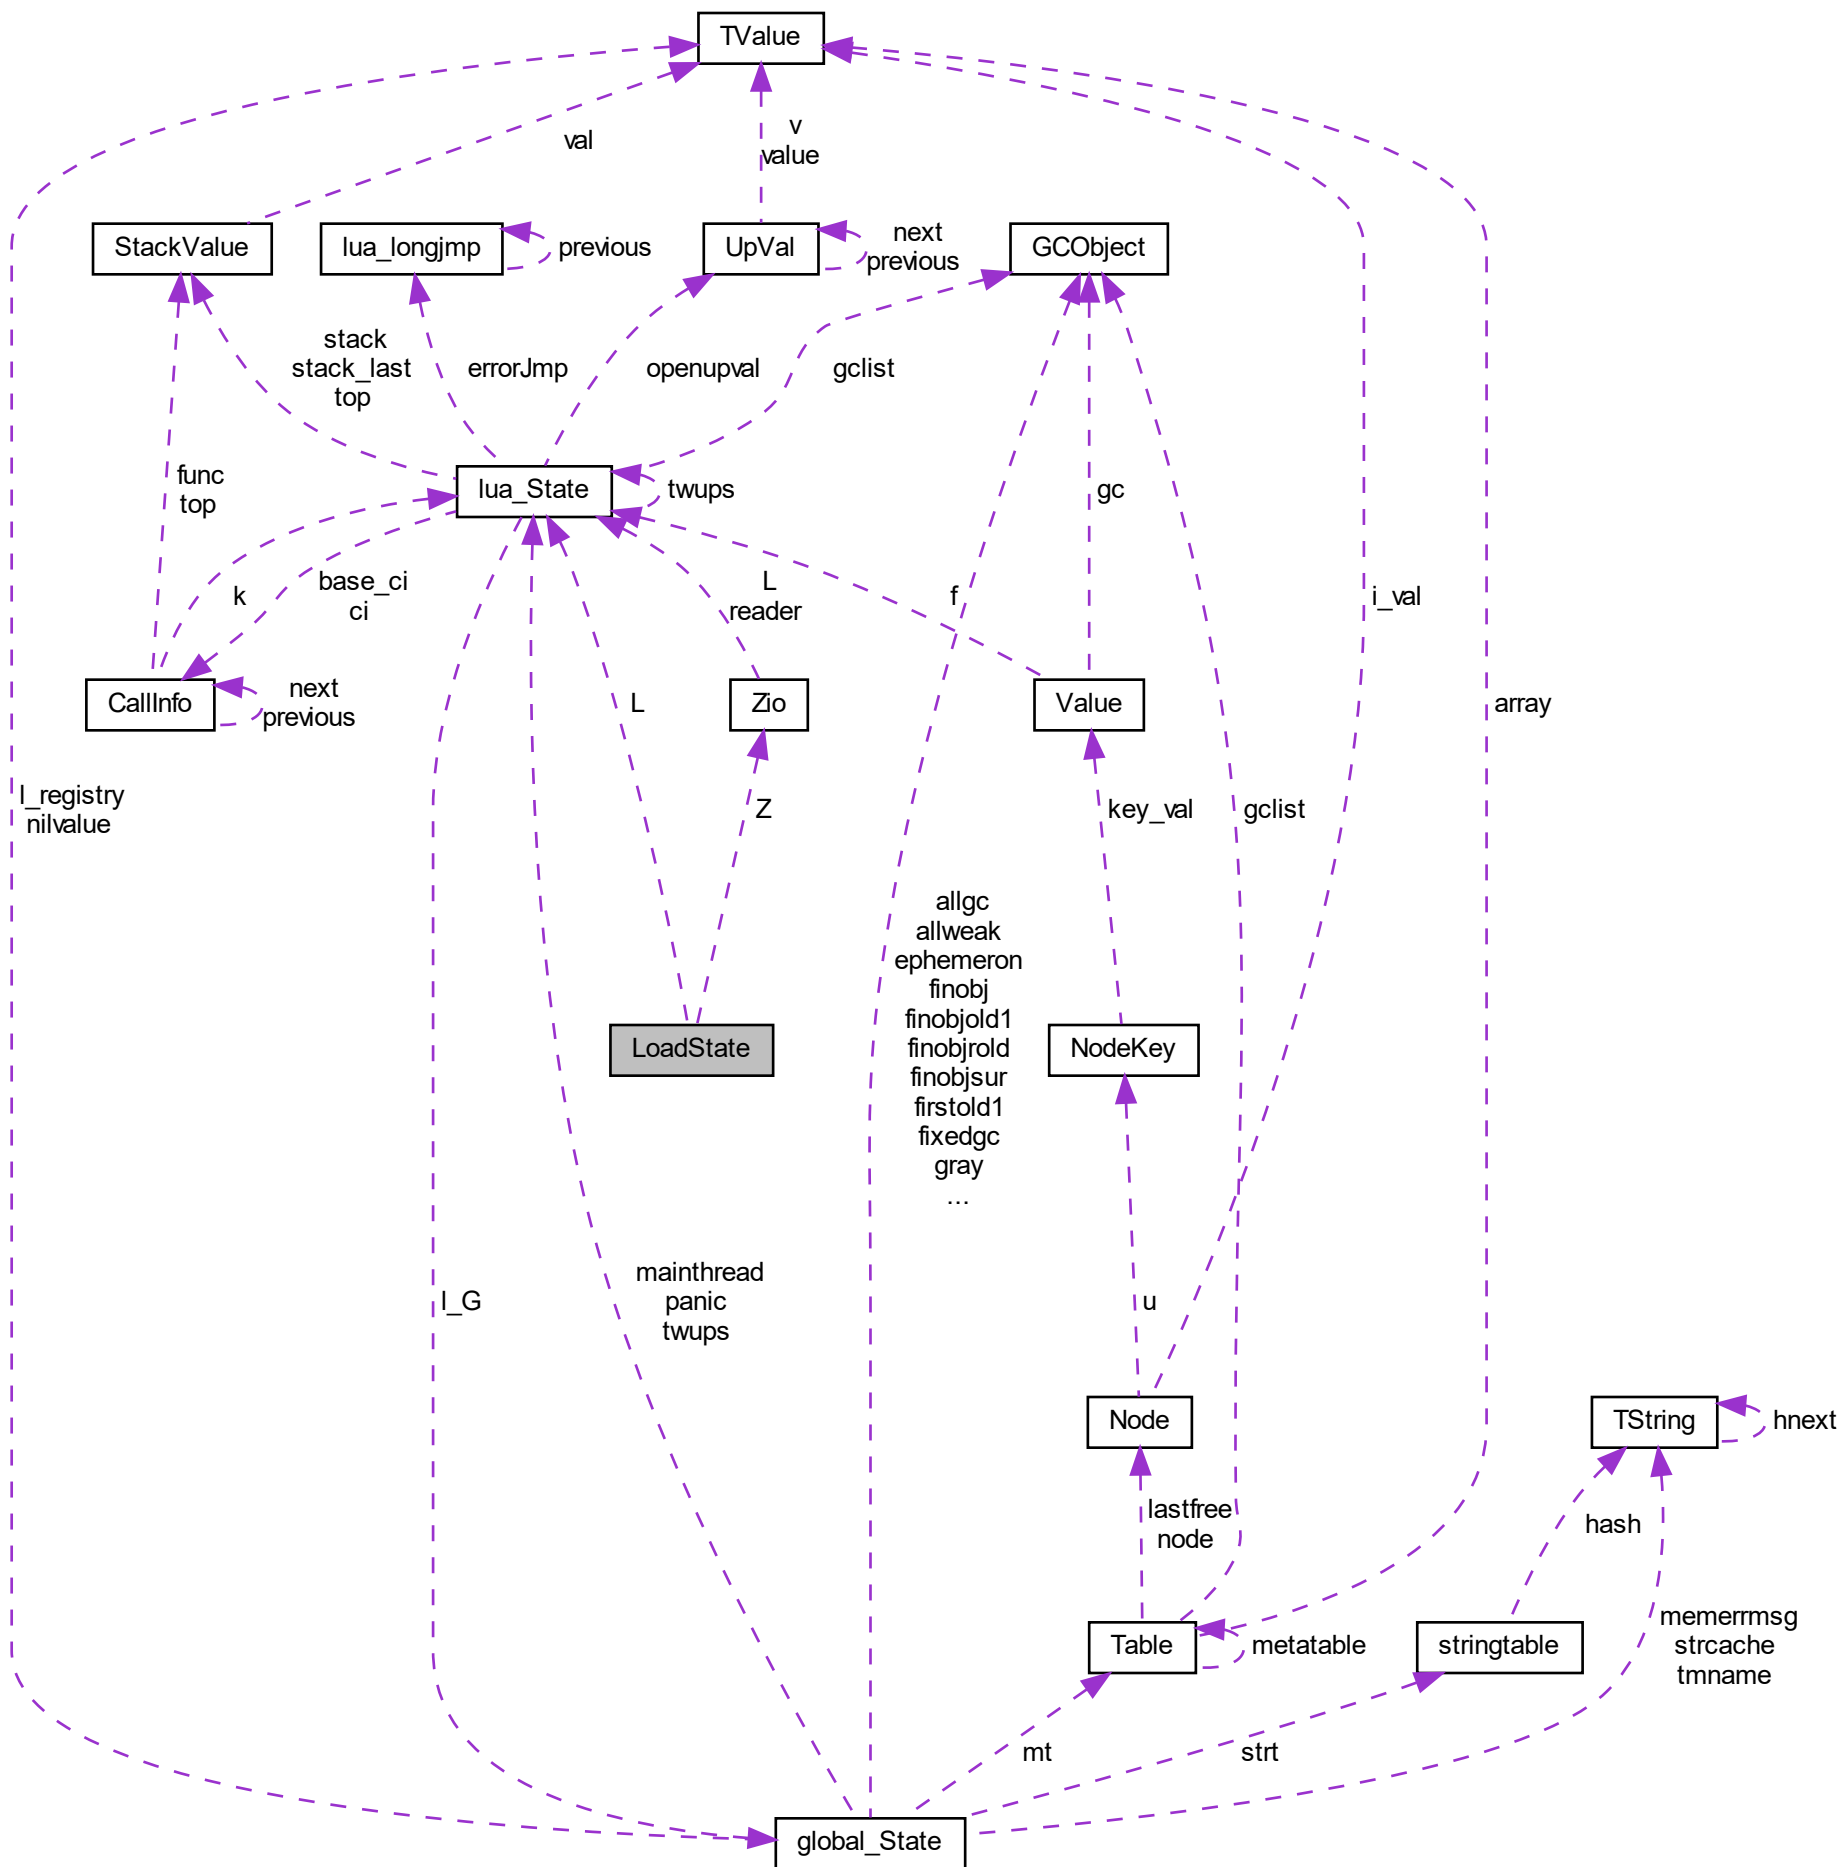 TValue
val
v
value
StackValue
lua_longjmp
previous
UpVal
next
previous
GCObject
stack
stack_last
top
errorJmp
openupval
gclist
func
top
lua_State
twups
gc
k
base_ci
ci
L
reader
f
i_val
CallInfo
next
previous
L
Zio
Value
array
l_registry
nilvalue
Z
key_val
gclist
allgc
allweak
ephemeron
finobj
finobjold1
finobjrold
finobjsur
firstold1
fixedgc
gray
...
LoadState
NodeKey
l_G
mainthread
panic
twups
u
Node
TString
hnext
lastfree
node
hash
Table
metatable
stringtable
memerrmsg
strcache
tmname
mt
strt
global_State